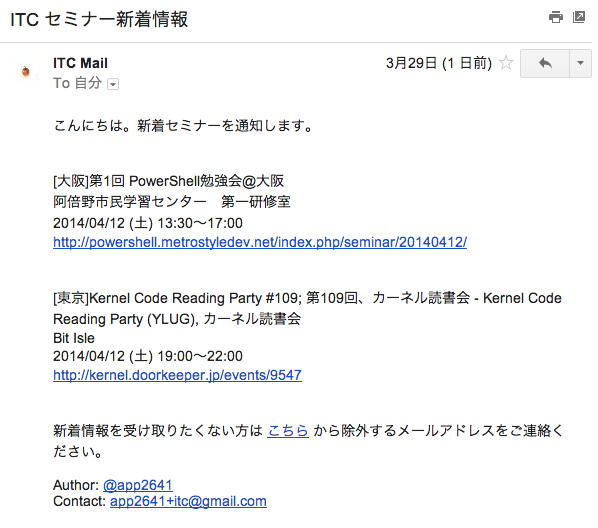 ITC セミナー新着情報
ITC Mail
3月29日 (1 日前)
To 自分
こんにちは。新着セミナーを通知します。
[大阪]第1回 PowerShell勉強会@大阪
阿倍野市民学習センター　第一研修室
2014/04/12 (土) 13:30〜17:00
http://powershell.metrostyledev.net/index.php/seminar/20140412/
[東京]Kernel Code Reading Party #109; 第109回、カーネル読書会 - Kernel Code
Reading Party (YLUG), カーネル読書会
Bit Isle
2014/04/12 (土) 19:00〜22:00
http://kernel.doorkeeper.jp/events/9547
新着情報を受け取りたくない方は こちら から除外するメールアドレスをご連絡く
ださい。
Author: @app2641
Contact: app2641+itc@gmail.com